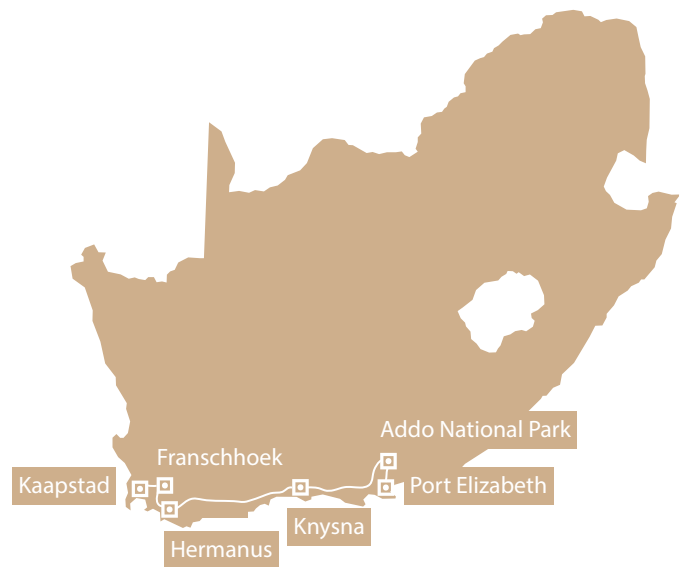 Addo National Park
Franschhoek
Kaapstad
Port Elizabeth
Knysna
Hermanus